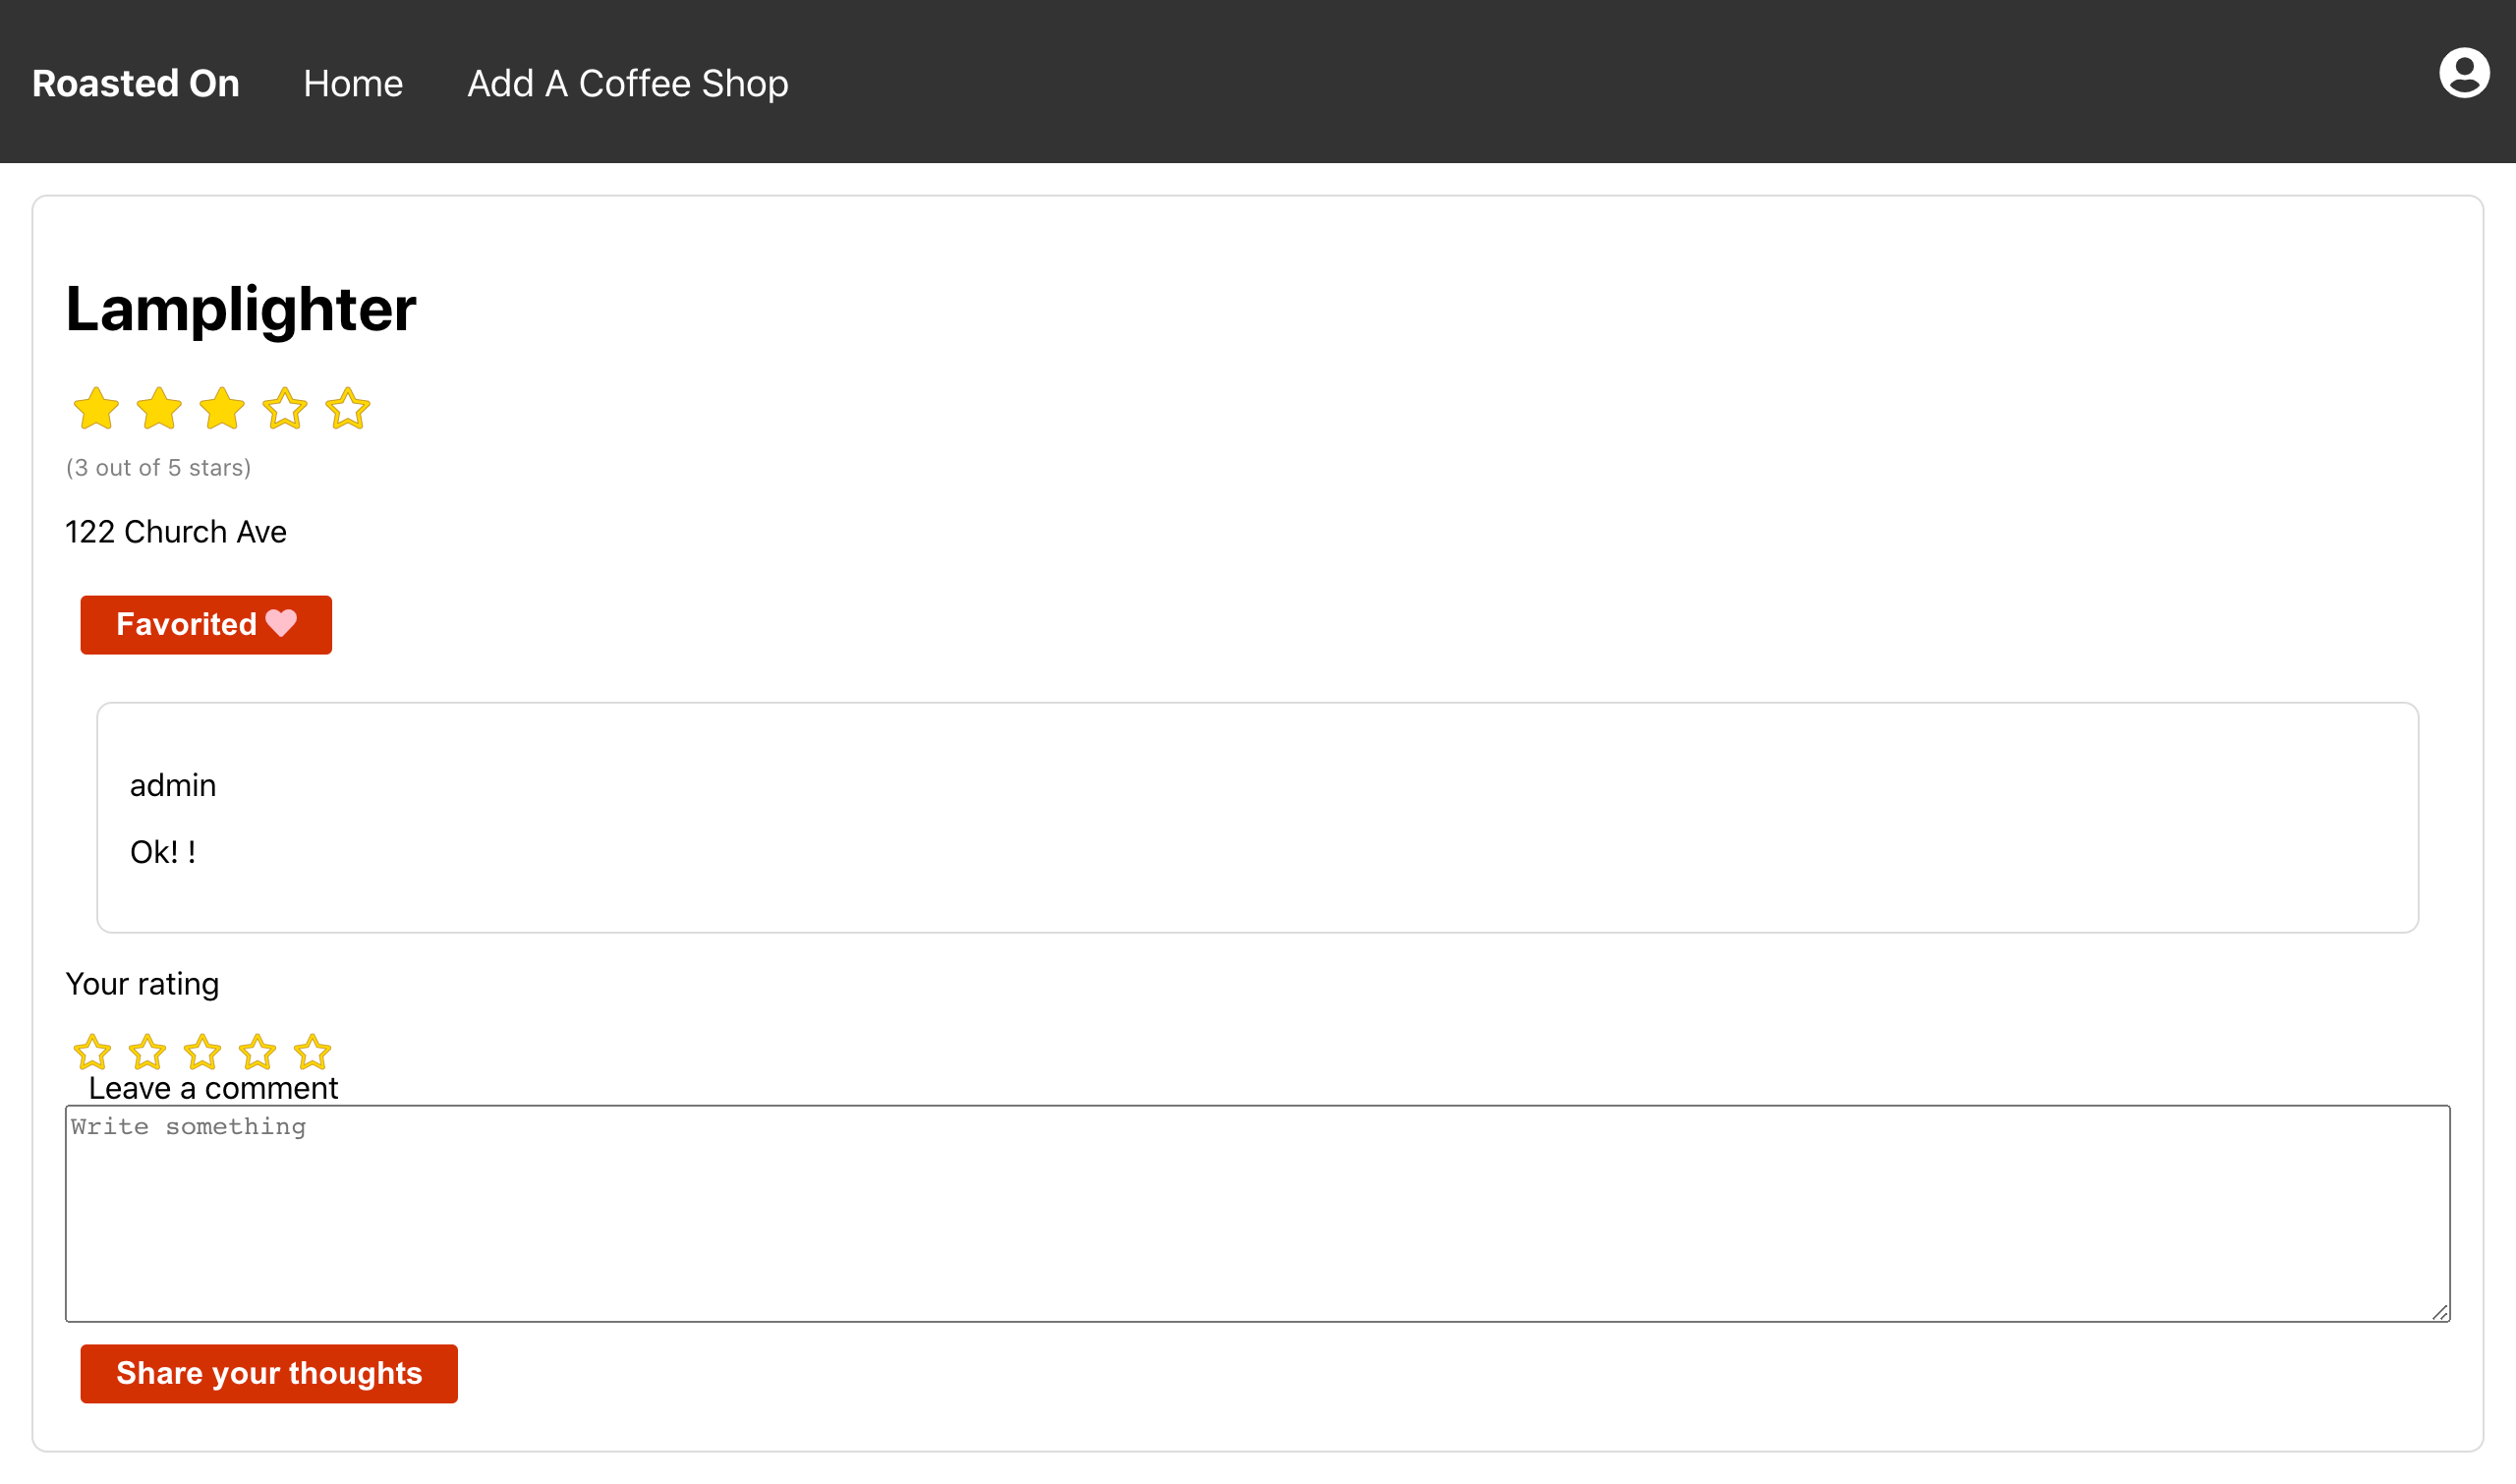 Roasted On Home Add A Coffee Shop
Lamplighter
(3 out of 5 stars)
122 Church Ave
Favorited
admin
Ok! !
Your rating
Leave a comment
Write something
Share your thoughts